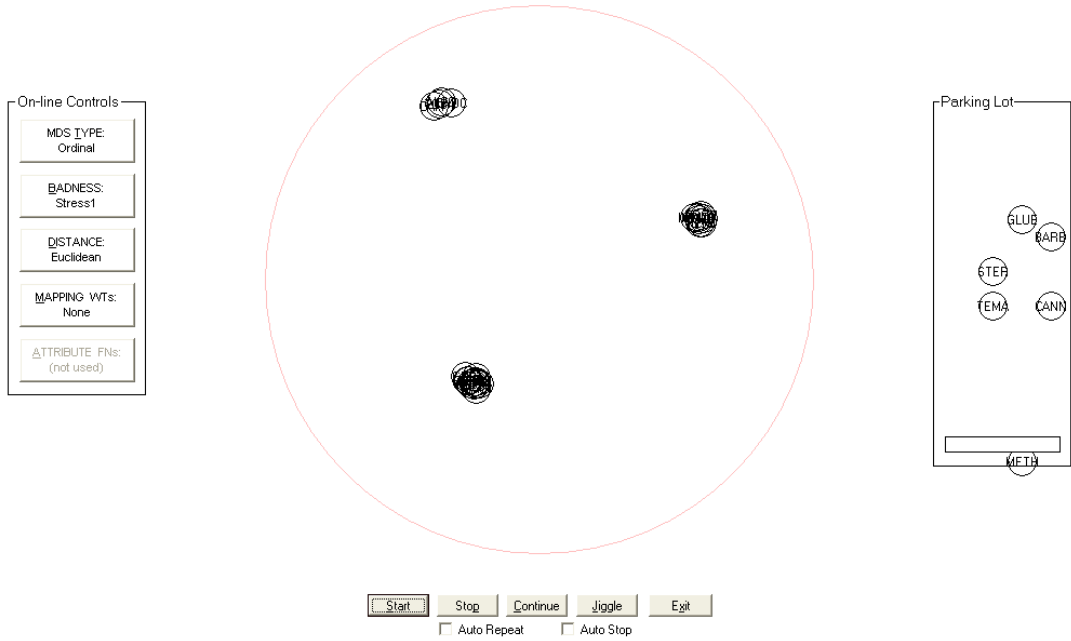 On-line Controls
MDS TYPE:
Ordinal
BADNESS:
Stress1
DISTANCE:
Euclidean
MAPPING WTs:
None
ATTRIBUTE FNs:
(not used)
Parking Lot
GLUE
BARB
STER
TEMA
CANN
METH
Start
Stop
Continue
Jiggle
Exit
Auto Repeat
Auto Stop